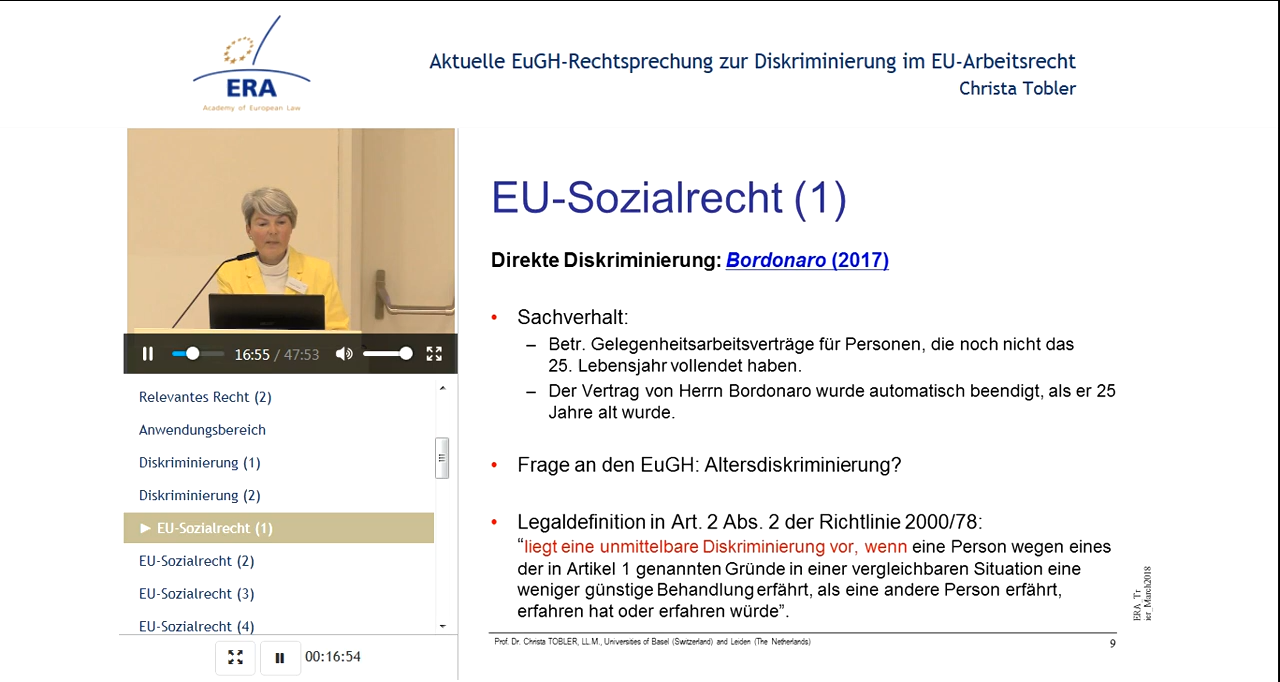 ERA
Academy of European Law
Aktuelle EuGH-Rechtsprechung zur Diskriminierung im EU-Arbeitsrecht
Christa Tobler
16:55 / 47:53
Relevantes Recht (2)
Anwendungsbereich
Diskriminierung (1)
Diskriminierung (2)
► EU-Sozialrecht (1)
EU-Sozialrecht (2)
EU-Sozialrecht (3)
EU-Sozialrecht (4)
00:16:54
EU-Sozialrecht (1)
Direkte Diskriminierung: Bordonaro (2017)
• Sachverhalt:
– Betr. Gelegenheitsarbeitsverträge für Personen, die noch nicht das
25. Lebensjahr vollendet haben.
– Der Vertrag von Herrn Bordonaro wurde automatisch beendigt, als er 25
Jahre alt wurde.
• Frage an den EuGH: Altersdiskriminierung?
• Legaldefinition in Art. 2 Abs. 2 der Richtlinie 2000/78:
“liegt eine unmittelbare Diskriminierung vor, wenn eine Person wegen eines
der in Artikel 1 genannten Gründe in einer vergleichbaren Situation eine
weniger günstige Behandlung erfährt, als eine andere Person erfährt,
erfahren hat oder erfahren würde”.
Prof. Dr. Christa TOBLER, LL.M., Universities of Basel (Switzerland) and Leiden (The Netherlands)
9
ERA_Tr
ier_March2018